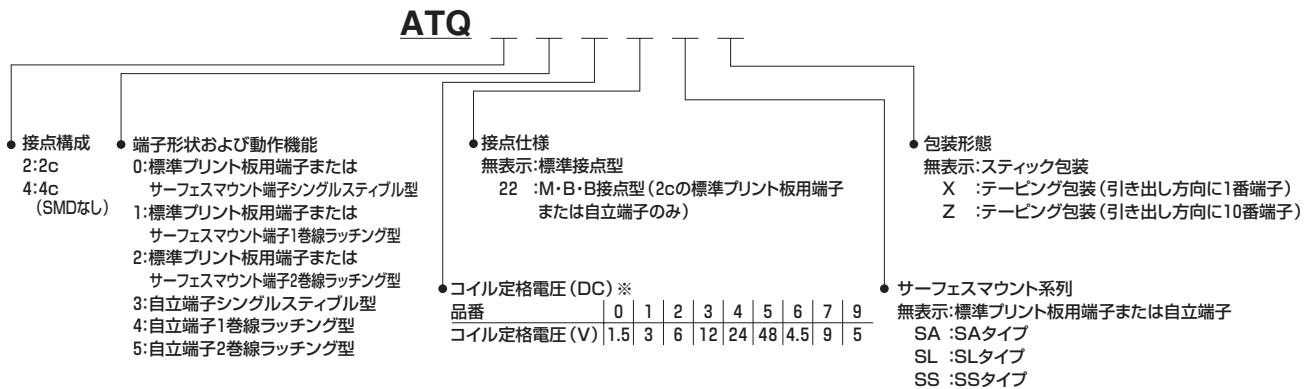 ATQ
接点構成
2:2c
4:4c
(SMDなし)
端子形状および動作機能
0:標準プリント板用端子または
サーフェスマウント端子シングルステイブル型
1:標準プリント板用端子または
サーフェスマウント端子1巻線ラッチング型
2:標準プリント板用端子または
サーフェスマウント端子2巻線ラッチング型
3:自立端子シングルステイブル型
4:自立端子1巻線ラッチング型
5:自立端子2巻線ラッチング型
コイル定格電圧(DC)※
品番 0 1 2 3 4 5 6 7 9
コイル定格電圧(V) 1.5 3 6 12 24 48 4.5 9 5
接点仕様
無表示:標準接点型
22 :M・B・B接点型(2cの標準プリント板用端子
または自立端子のみ)
サーフェスマウント系列
無表示:標準プリント板用端子または自立端子
SA :SAタイプ
SL :SLタイプ
SS :SSタイプ
包装形態
無表示:スティック包装
X :テーピング包装(引き出し方向に1番端子)
Z :テーピング包装(引き出し方向に10番端子)